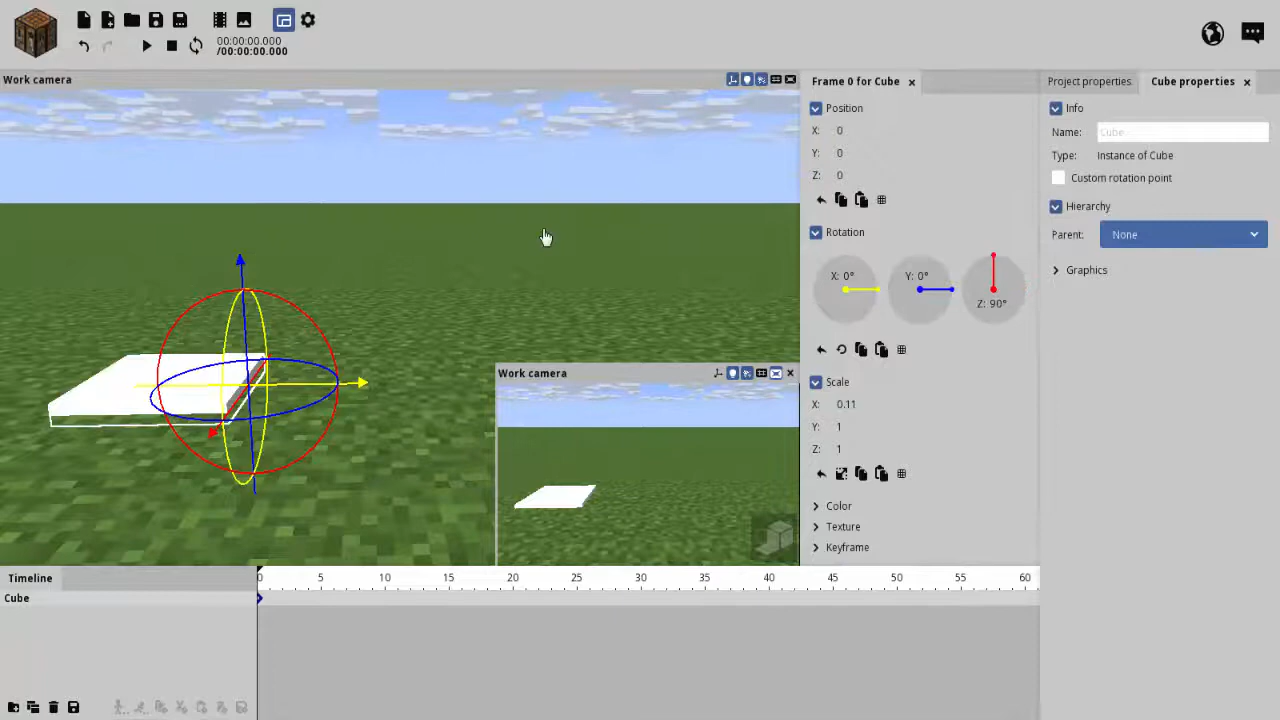 00:00:00.000
/00:00:00.000
Work camera
Frame 0 for Cube
Position
X: 0
Y: 0
Z: 0
Rotation
X: 0° Y: 0° Z: 90°
Scale
X: 0.11
Y: 1
Z: 1
Color
Texture
Keyframe
Project properties Cube properties
Info
Name: Cube
Type: Instance of Cube
Custom rotation point
Hierarchy
Parent: None
Graphics
Work camera
Timeline
0 5 10 15 20 25 30 35 40 45 50 55 60
Cube